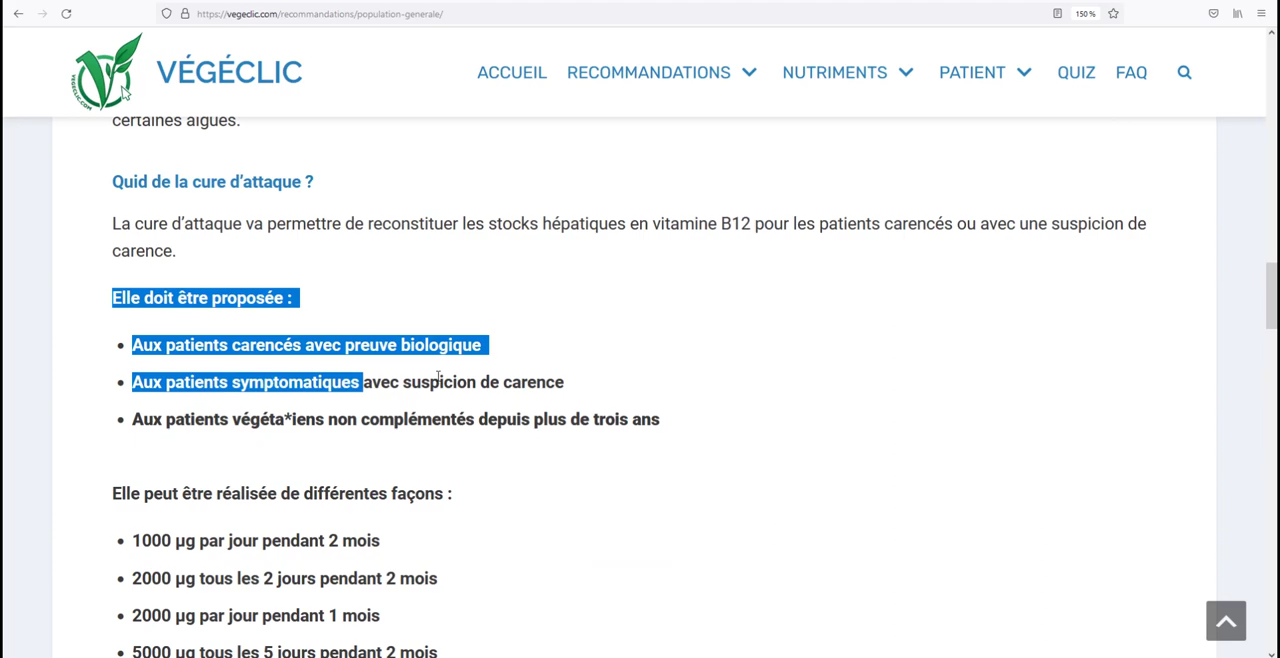 https://vegeclic.com/recommandations/population-generale/
150 %
VEGECLIC.COM
VÉGÉCLIC
ACCUEIL RECOMMANDATIONS NUTRIMENTS PATIENT QUIZ FAQ
certaines algues.
Quid de la cure d’attaque ?
La cure d’attaque va permettre de reconstituer les stocks hépatiques en vitamine B12 pour les patients carencés ou avec une suspicion de
carence.
Elle doit être proposée :
• Aux patients carencés avec preuve biologique
• Aux patients symptomatiques avec suspicion de carence
• Aux patients végéta*iens non complémentés depuis plus de trois ans
Elle peut être réalisée de différentes façons :
• 1000 µg par jour pendant 2 mois
• 2000 µg tous les 2 jours pendant 2 mois
• 2000 µg par jour pendant 1 mois
• 5000 µg tous les 5 jours pendant 2 mois